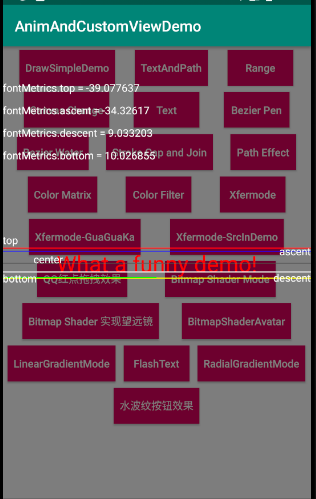 AnimAndCustomViewDemo
DrawSimpleDemo TextAndPath Range
fontMetrics.top = -39.077637
fontMetrics.ascent = -34.32617 Text Bezier Pen
fontMetrics.descent = 9.033203
Stroke Cap and Join Path Effect
fontMetrics.bottom = 10.026855
Color Matrix Color Filter Xfermode
Xfermode-GuaGuaKa Xfermode-SrcInDemo
top
ascent
center What a funny demo!
bottom QQ红点拖拽效果 Bitmap Shader Mode descent
Bitmap Shader 实现望远镜 BitmapShaderAvatar
LinearGradientMode FlashText RadialGradientMode
水波纹按钮效果